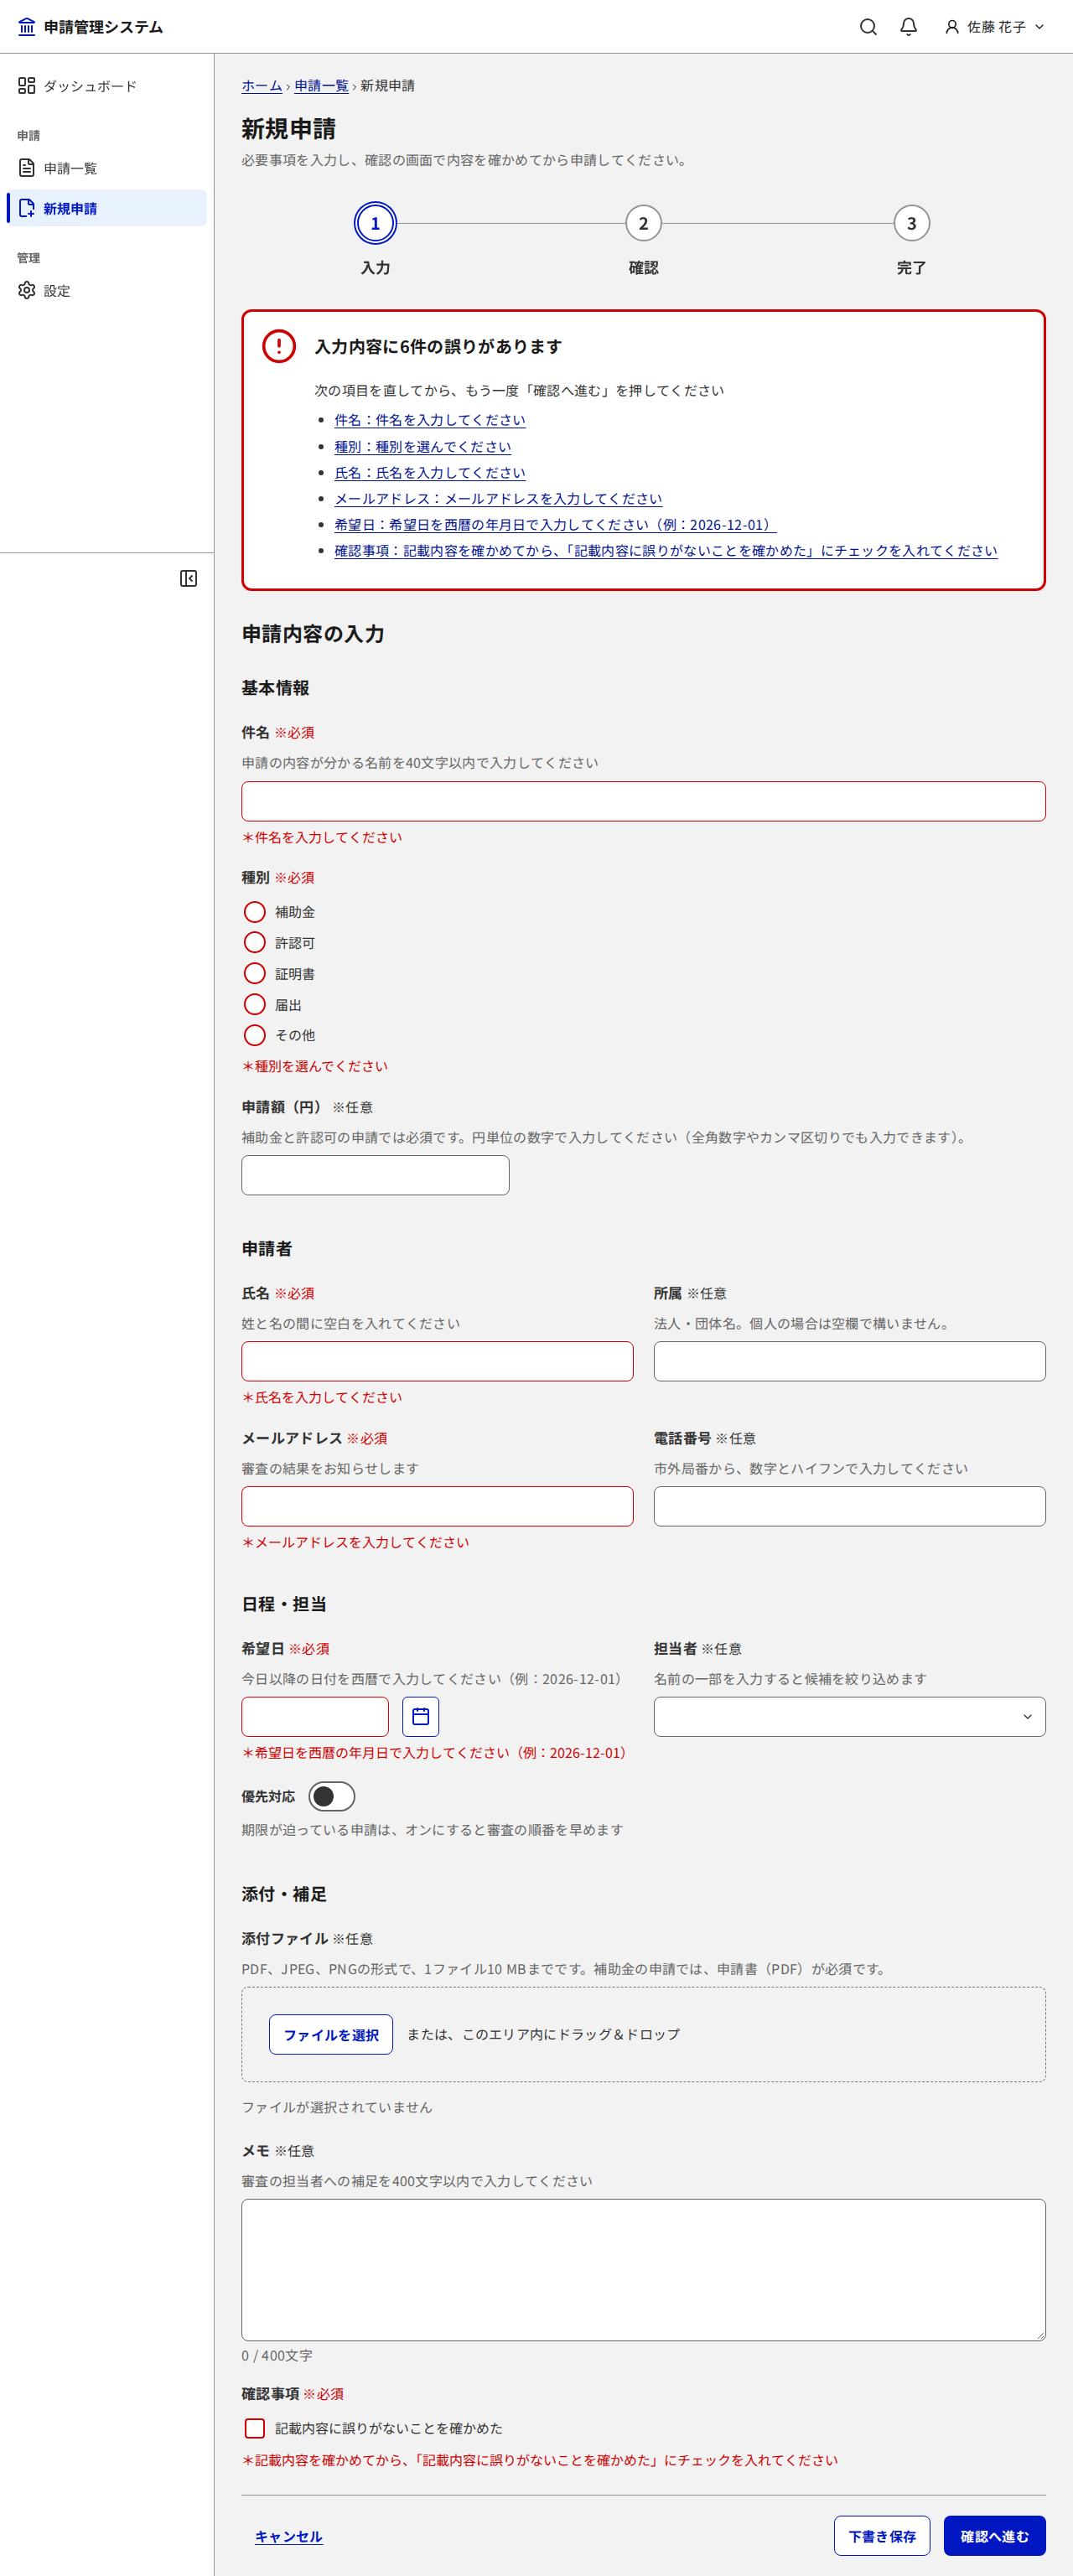 申請管理システム
佐藤 花子
ダッシュボード
申請
申請一覧
新規申請
管理
設定
ホーム › 申請一覧 › 新規申請
新規申請
必要事項を入力し、確認の画面で内容を確かめてから申請してください。
1
2
3
入力
確認
完了
入力内容に6件の誤りがあります
次の項目を直してから、もう一度「確認へ進む」を押してください
件名：件名を入力してください
種別：種別を選んでください
氏名：氏名を入力してください
メールアドレス：メールアドレスを入力してください
希望日：希望日を西暦の年月日で入力してください（例：2026-12-01）
確認事項：記載内容を確かめてから、「記載内容に誤りがないことを確かめた」にチェックを入れてください
申請内容の入力
基本情報
件名 ※必須
申請の内容が分かる名前を40文字以内で入力してください
＊件名を入力してください
種別 ※必須
補助金
許認可
証明書
届出
その他
＊種別を選んでください
申請額（円） ※任意
補助金と許認可の申請では必須です。円単位の数字で入力してください（全角数字やカンマ区切りでも入力できます）。
申請者
氏名 ※必須
姓と名の間に空白を入れてください
＊氏名を入力してください
所属 ※任意
法人・団体名。個人の場合は空欄で構いません。
メールアドレス ※必須
審査の結果をお知らせします
＊メールアドレスを入力してください
電話番号 ※任意
市外局番から、数字とハイフンで入力してください
日程・担当
希望日 ※必須
今日以降の日付を西暦で入力してください（例：2026-12-01）
＊希望日を西暦の年月日で入力してください（例：2026-12-01）
担当者 ※任意
名前の一部を入力すると候補を絞り込めます
優先対応
期限が迫っている申請は、オンにすると審査の順番を早めます
添付・補足
添付ファイル ※任意
PDF、JPEG、PNGの形式で、1ファイル10 MBまでです。補助金の申請では、申請書（PDF）が必須です。
ファイルを選択
または、このエリア内にドラッグ＆ドロップ
ファイルが選択されていません
メモ ※任意
審査の担当者への補足を400文字以内で入力してください
0 / 400文字
確認事項 ※必須
記載内容に誤りがないことを確かめた
＊記載内容を確かめてから、「記載内容に誤りがないことを確かめた」にチェックを入れてください
キャンセル
下書き保存
確認へ進む